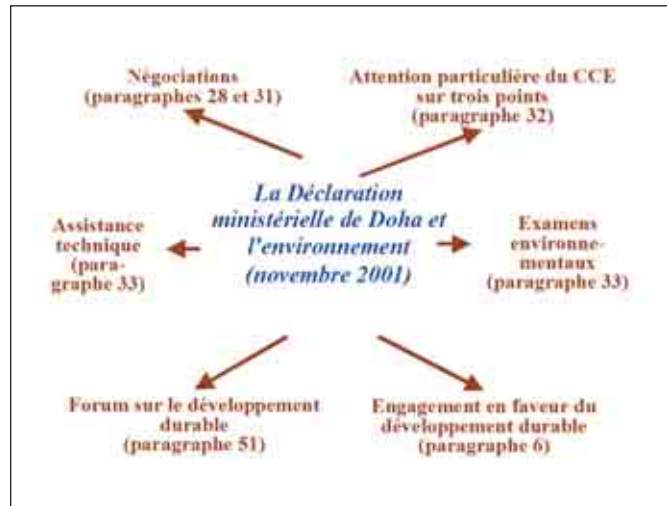 Négociations
(paragraphes 28 et 31)
Attention particulière du CCE
sur trois points
(paragraphe 32)
La Déclaration
ministérielle de Doha et
l'environnement
(novembre 2001)
Assistance
technique
(para-
graphe 33)
Examens
environne-
mentaux
(paragraphe 33)
Forum sur le développement
durable
(paragraphe 51)
Engagement en faveur du
développement durable
(paragraphe 6)